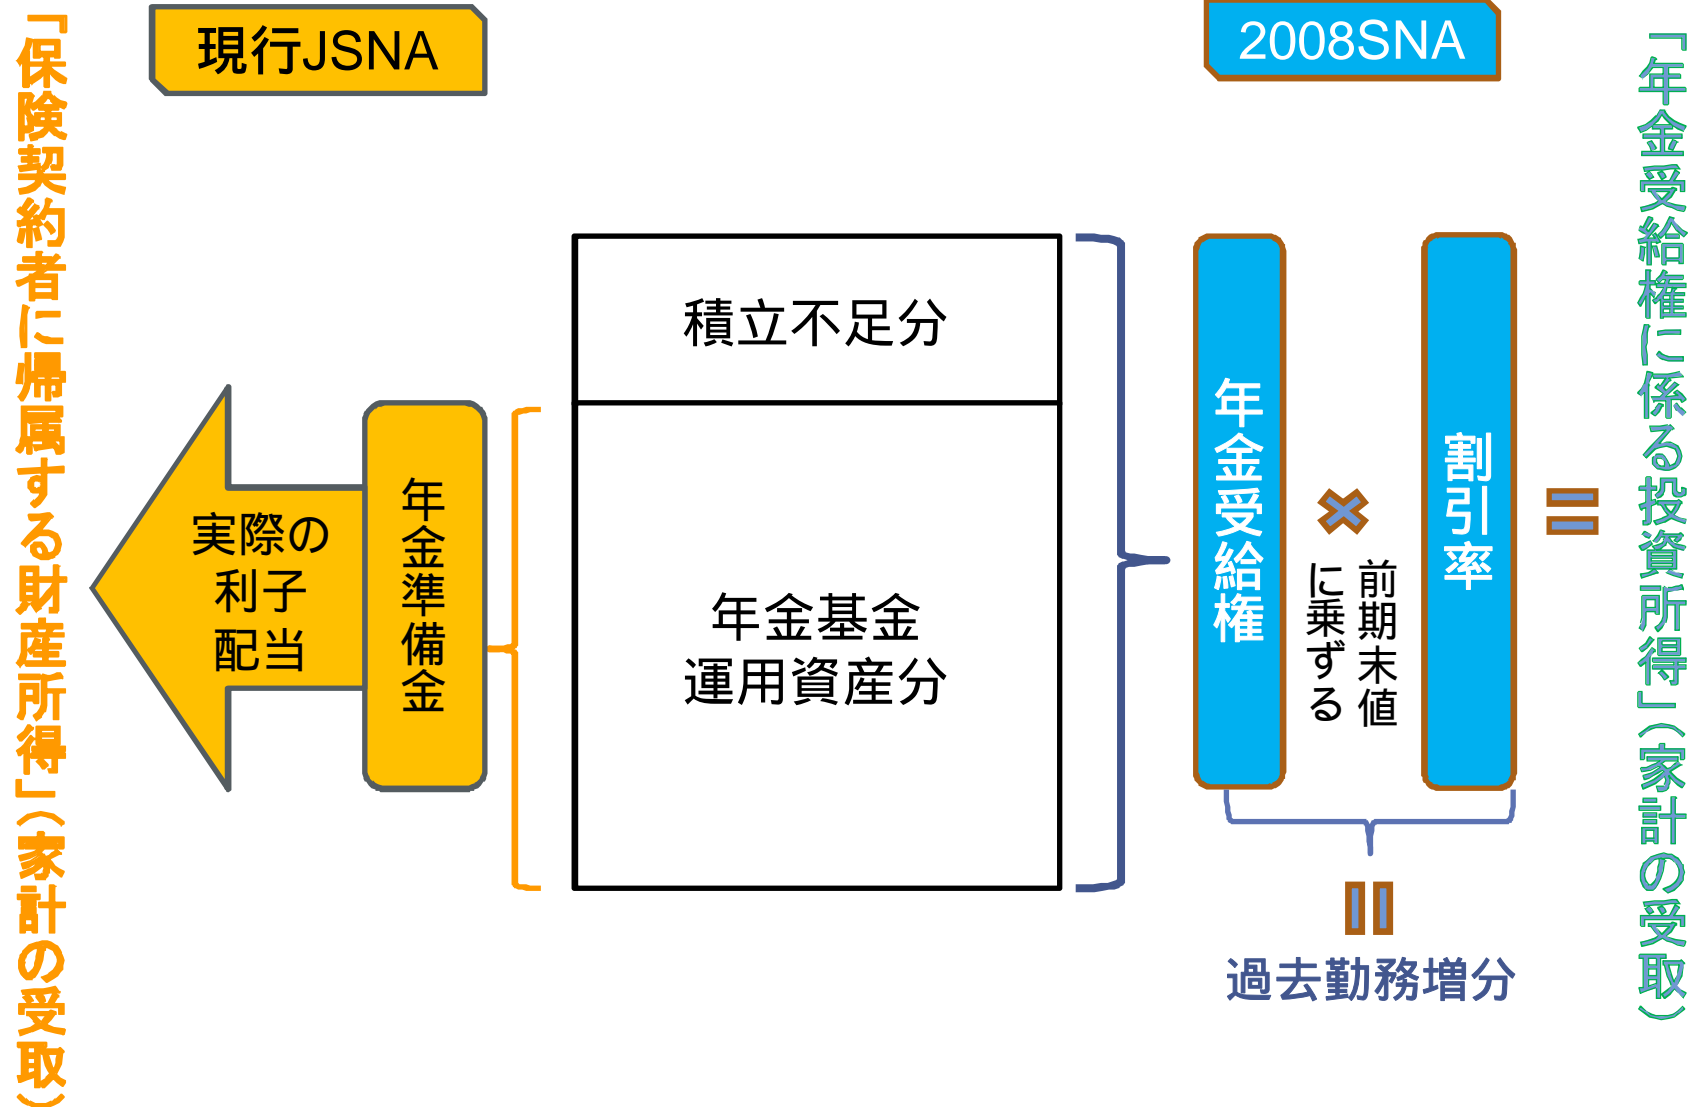 現行JSNA
2008SNA
「保険契約者に帰属する財産所得」(家計の受取)
実際の
利子
配当
年金準備金
積立不足分
年金基金
運用資産分
年金受給権
×
前期末値
に乗ずる
割引率
=
「年金受給権に係る投資所得」(家計の受取)
=
過去勤務増分